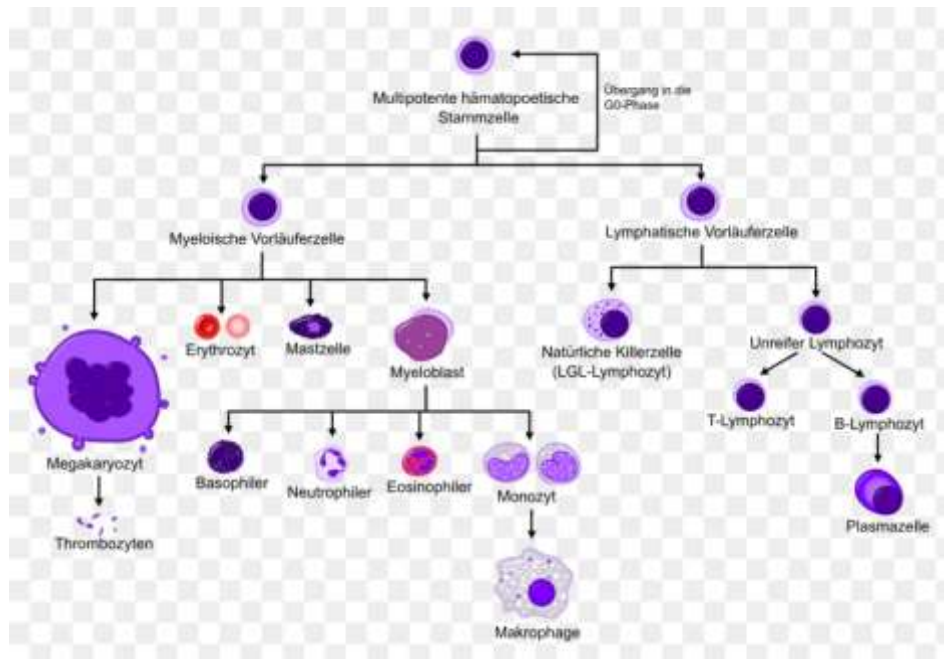 Multipotente hämatopoetische
Stammzelle
Übergang in die
G0-Phase
Myeloische Vorläuferzelle
Lymphatische Vorläuferzelle
Erythrozyt
Mastzelle
Myeloblast
Natürliche Killerzelle
(LGL-Lymphozyt)
Unreifer Lymphozyt
T-Lymphozyt
B-Lymphozyt
Megakaryozyt
Basophiler
Neutrophiler
Eosinophiler
Monozyt
Plasmazelle
Thrombozyten
Makrophage